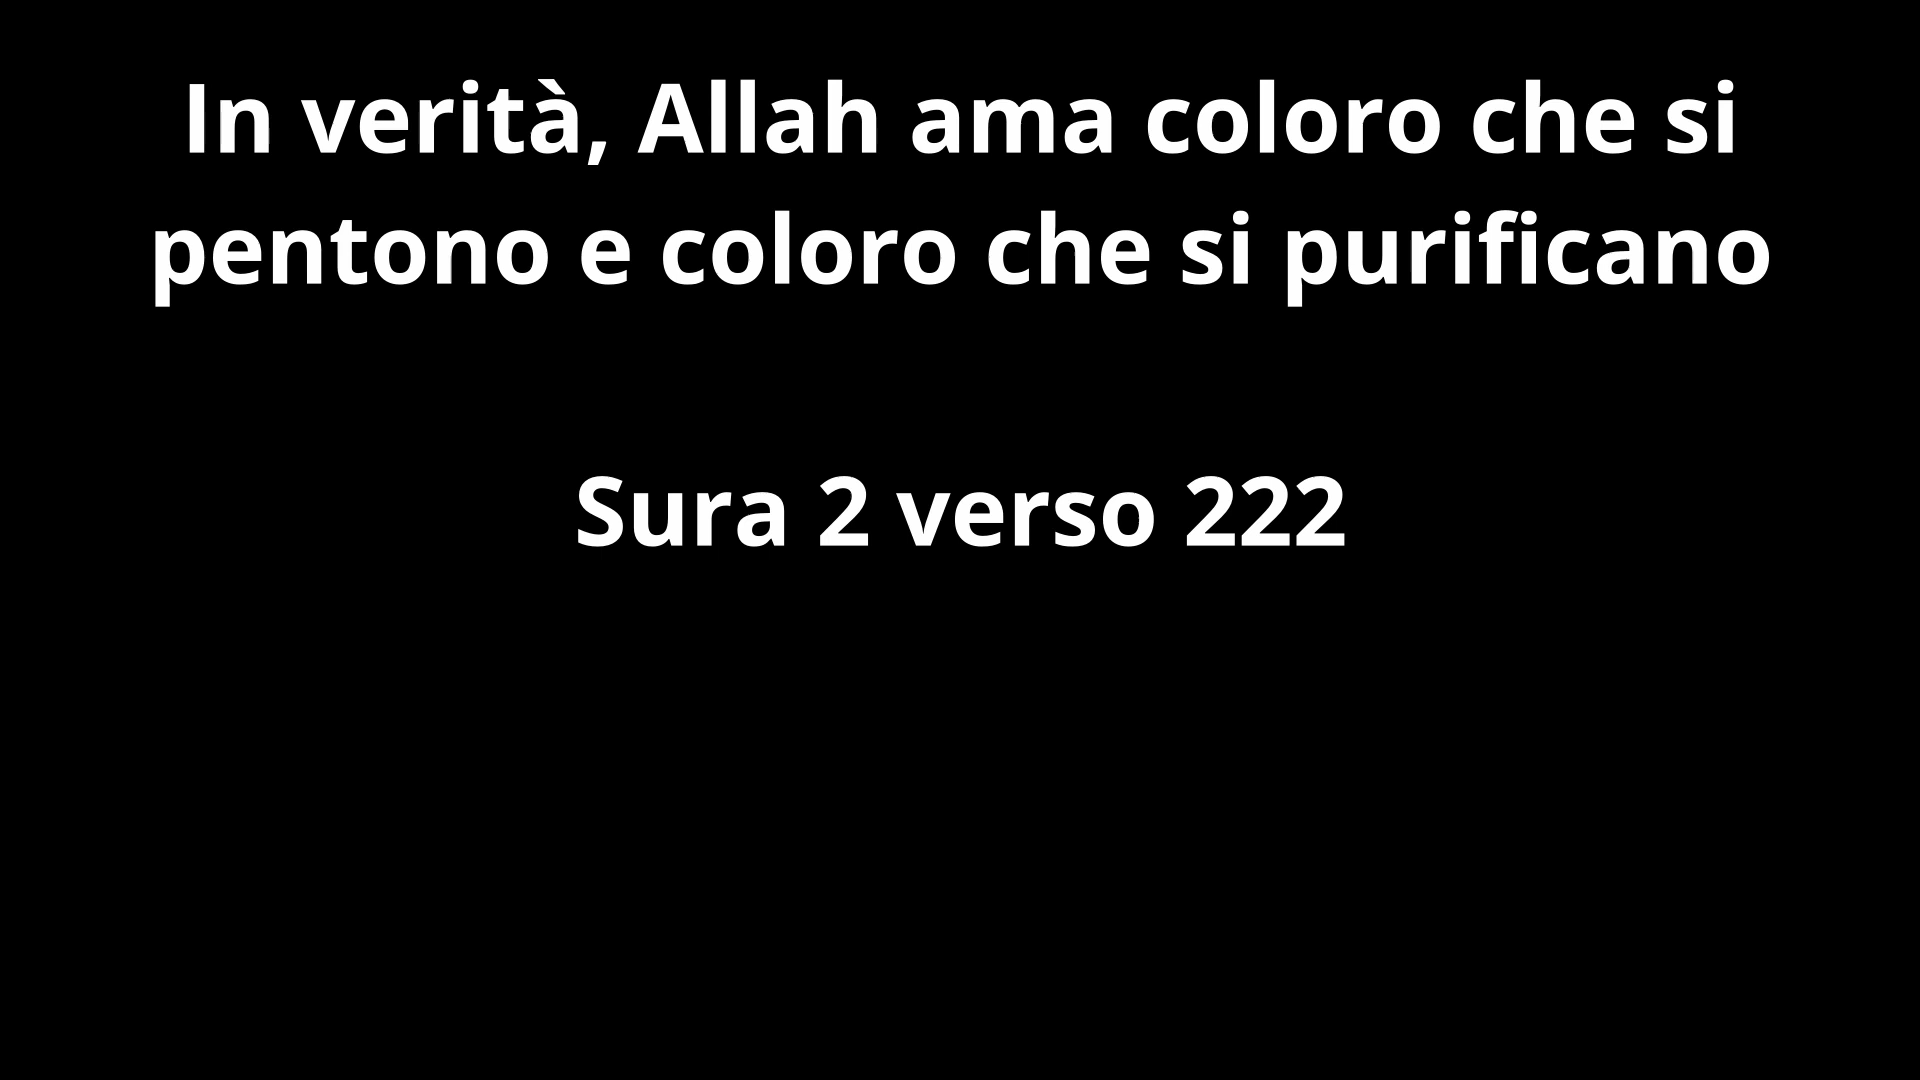 In verità, Allah ama coloro che si
pentono e coloro che si purificano
Sura 2 verso 222